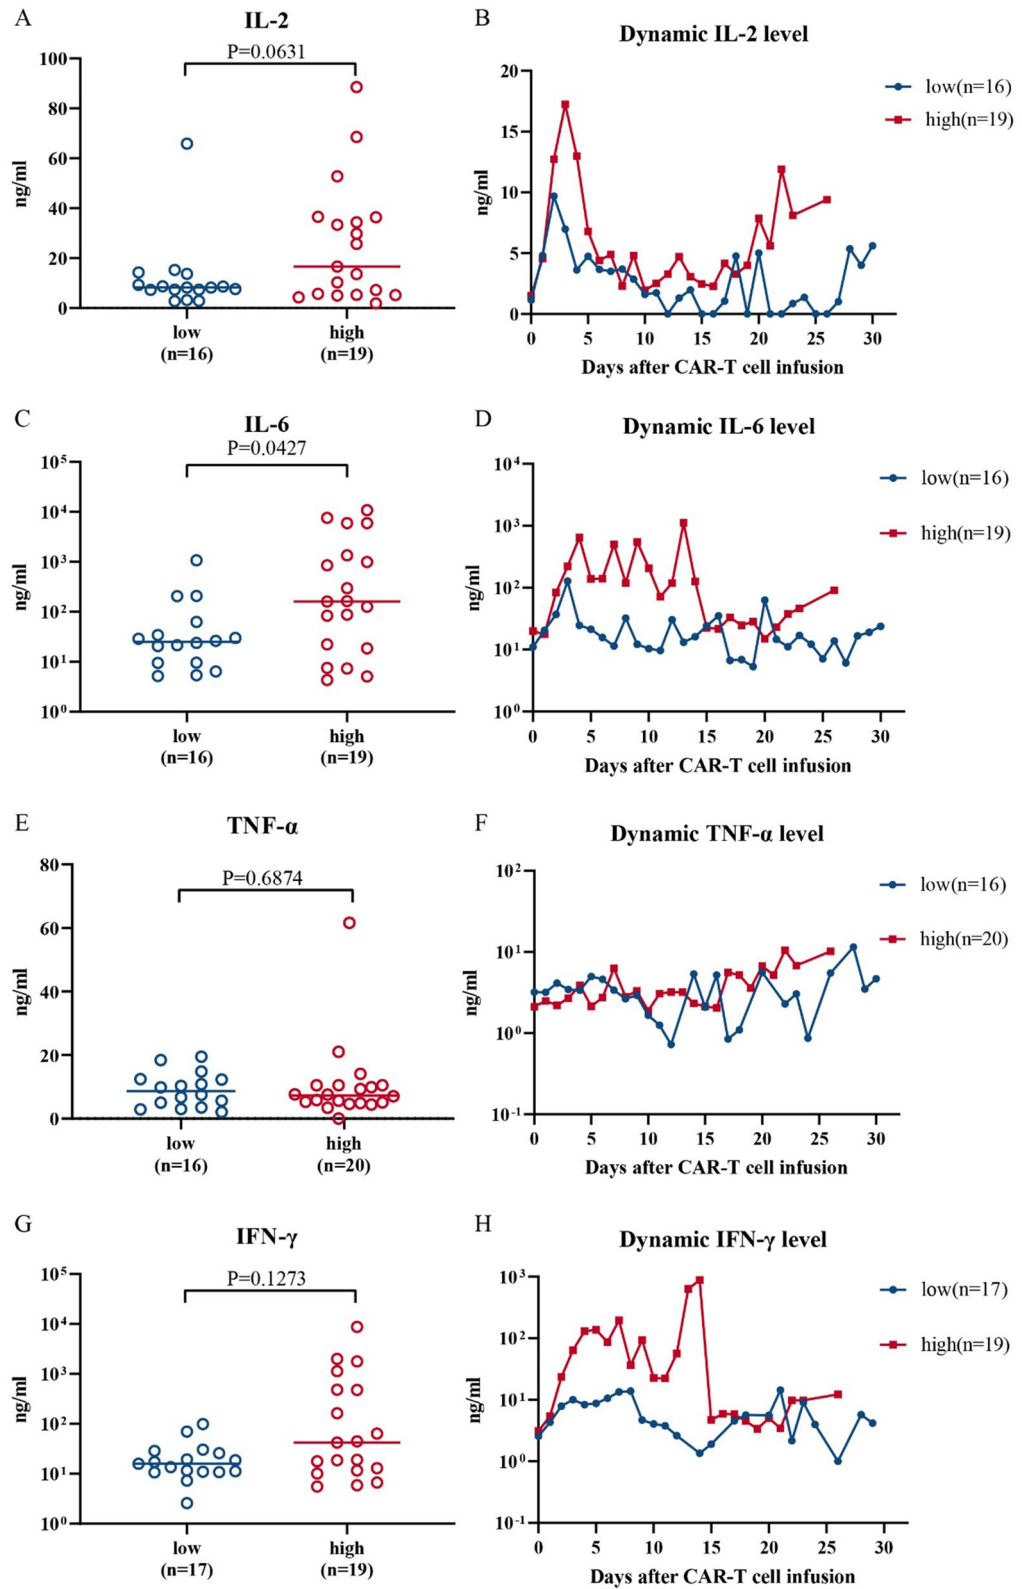 A
IL-2
P=0.0631
100
80
60
40
20
0
ng/ml
low
(n=16)
high
(n=19)
B
Dynamic IL-2 level
20
15
10
5
0
ng/ml
0 5 10 15 20 25 30
Days after CAR-T cell infusion
low(n=16)
high(n=19)
C
IL-6
P=0.0427
10⁵
10⁴
10³
10²
10¹
10⁰
ng/ml
low
(n=16)
high
(n=19)
D
Dynamic IL-6 level
10⁴
10³
10²
10¹
10⁰
ng/ml
0 5 10 15 20 25 30
Days after CAR-T cell infusion
low(n=16)
high(n=19)
E
TNF-α
P=0.6874
80
60
40
20
0
ng/ml
low
(n=16)
high
(n=20)
F
Dynamic TNF-α level
10²
10¹
10⁰
10⁻¹
ng/ml
0 5 10 15 20 25 30
Days after CAR-T cell infusion
low(n=16)
high(n=20)
G
IFN-γ
P=0.1273
10⁵
10⁴
10³
10²
10¹
10⁰
ng/ml
low
(n=17)
high
(n=19)
H
Dynamic IFN-γ level
10³
10²
10¹
10⁰
10⁻¹
ng/ml
0 5 10 15 20 25 30
Days after CAR-T cell infusion
low(n=17)
high(n=19)